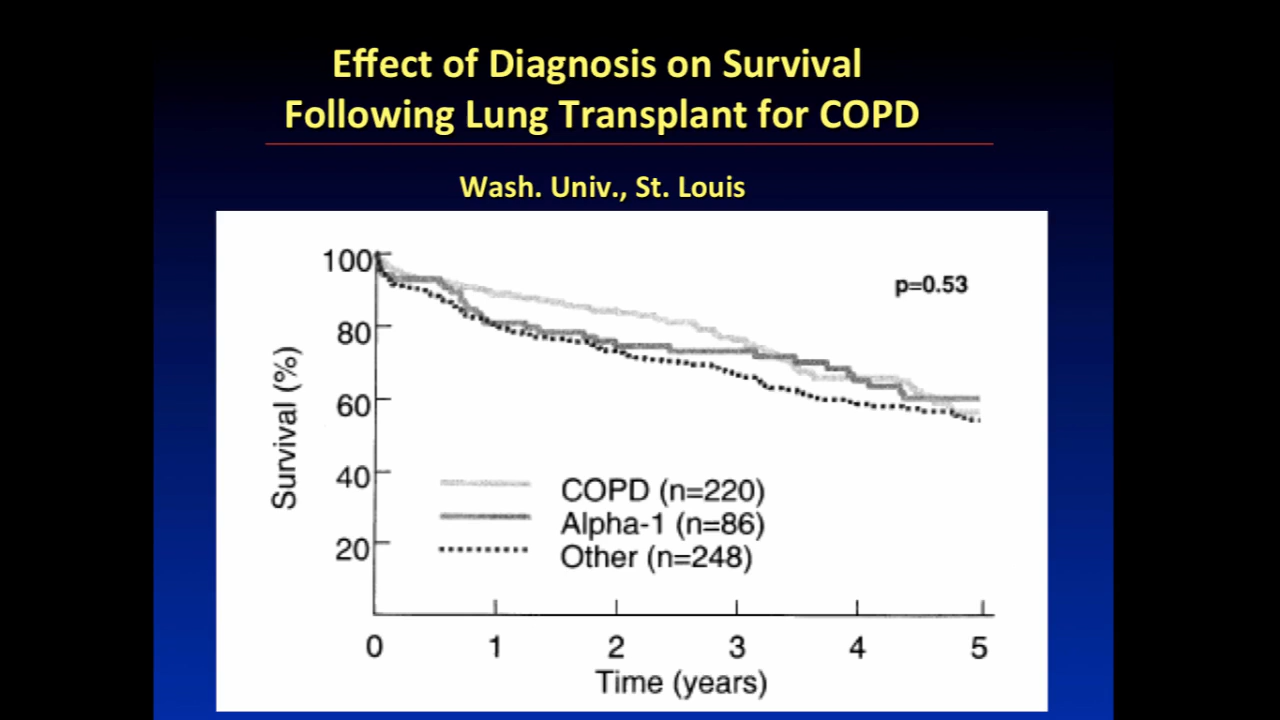 Effect of Diagnosis on Survival
Following Lung Transplant for COPD
Wash. Univ., St. Louis
100
p=0.53
80
60
40
20
Survival (%)
COPD (n=220)
Alpha-1 (n=86)
Other (n=248)
0 1 2 3 4 5
Time (years)